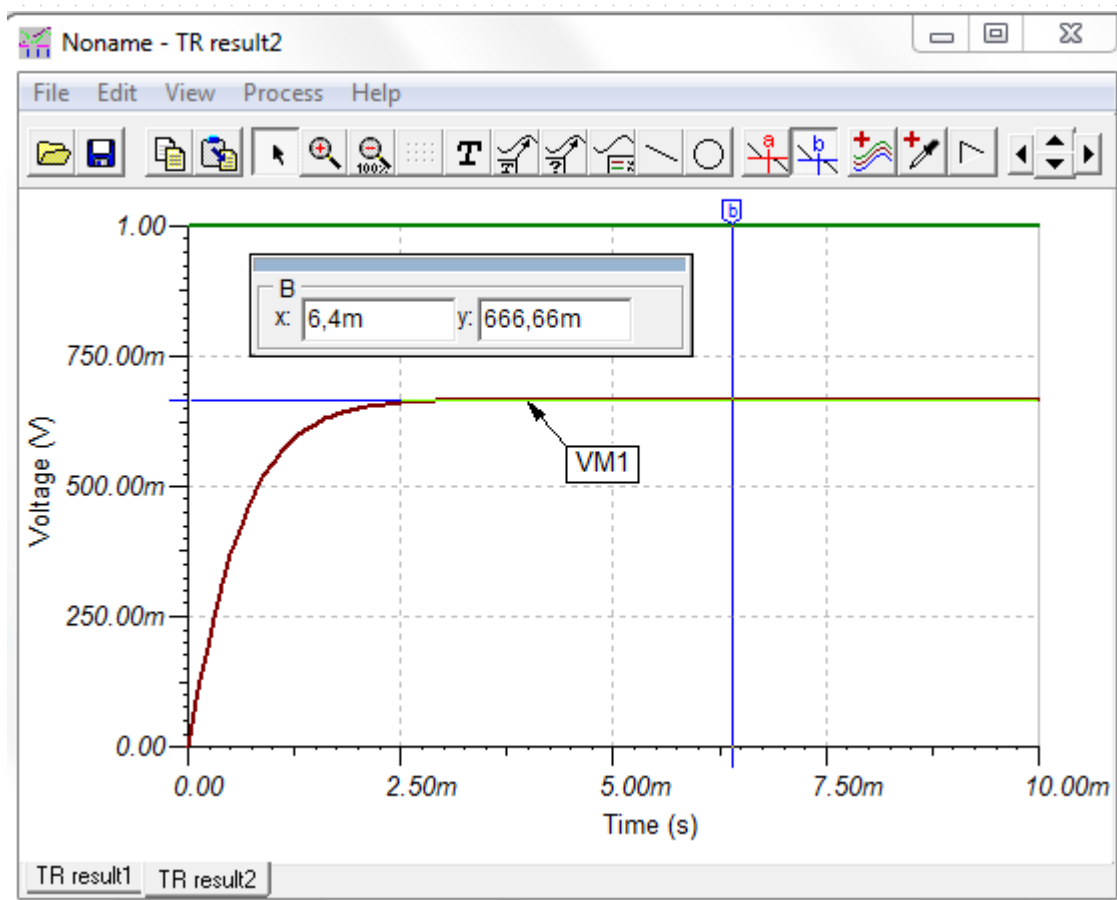 Noname - TR result2
File Edit View Process Help
100%
T
T
?
a
b
b
1.00
B
x: 6,4m y: 666,66m
750.00m
VM1
500.00m
250.00m
0.00
Voltage (V)
0.00 2.50m 5.00m 7.50m 10.00m
Time (s)
TR result1 TR result2